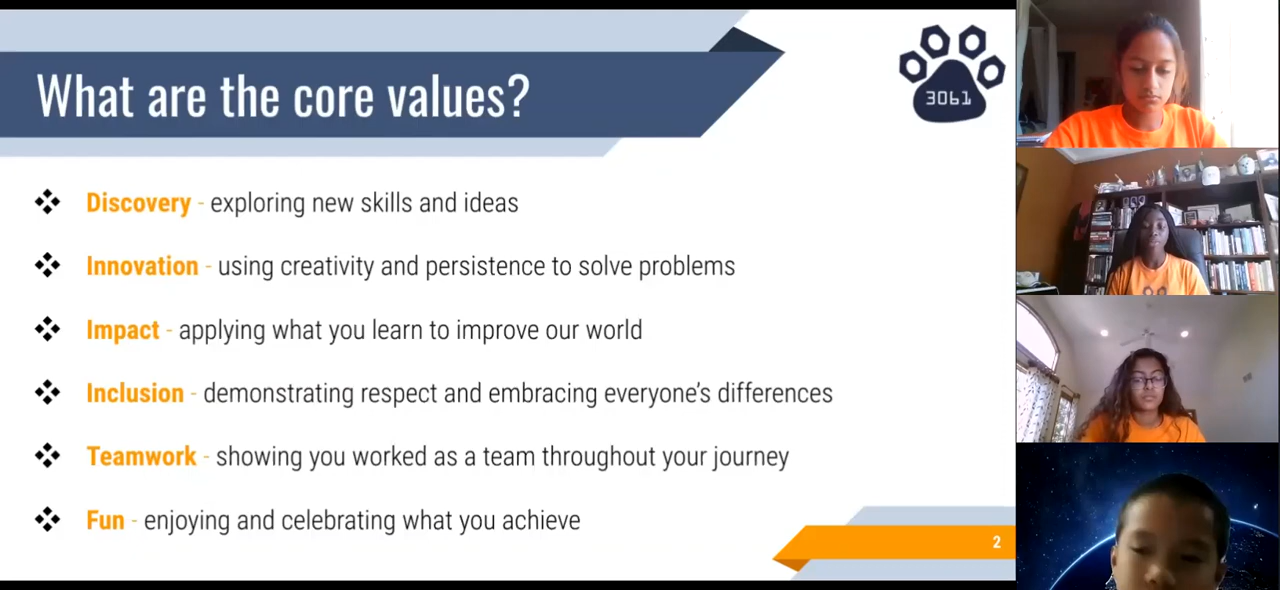 What are the core values?
3061
Discovery - exploring new skills and ideas
Innovation - using creativity and persistence to solve problems
Impact - applying what you learn to improve our world
Inclusion - demonstrating respect and embracing everyone's differences
Teamwork - showing you worked as a team throughout your journey
Fun - enjoying and celebrating what you achieve
2